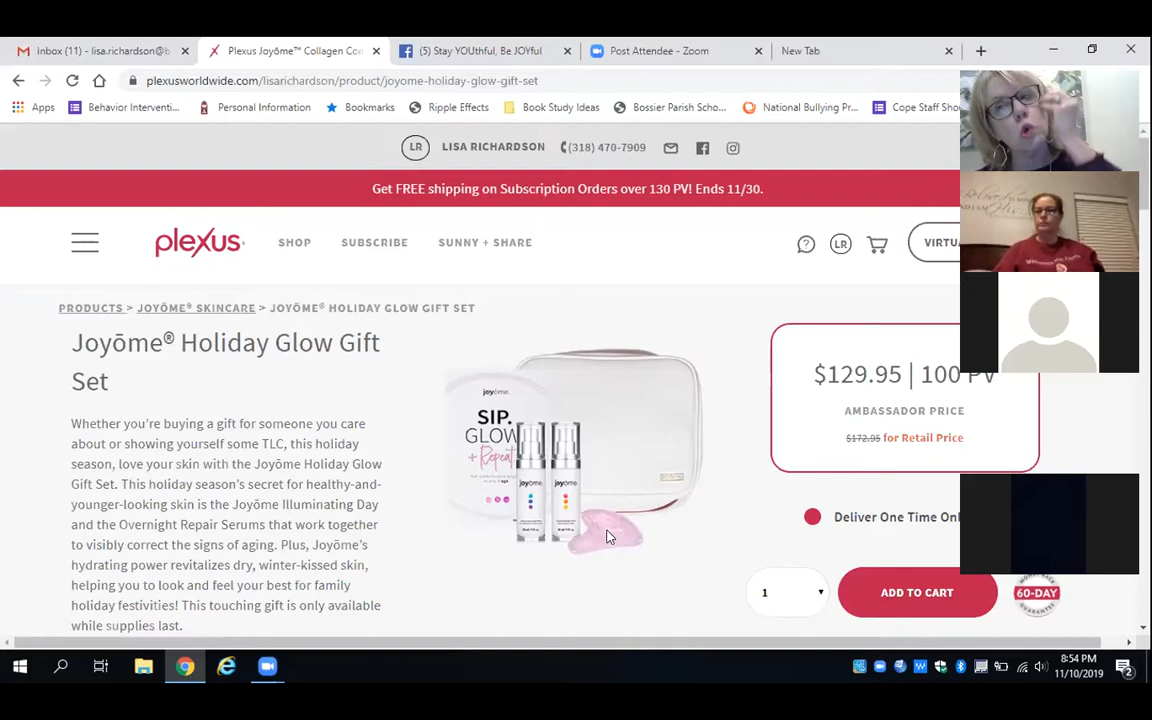 inbox (11) - lisa.richardson@b
Plexus Joyōme™ Collagen Con
(5) Stay YOUthful, Be JOYful
Post Attendee - Zoom
New Tab
plexusworldwide.com/lisarichardson/product/joyome-holiday-glow-gift-set
Apps
Behavior Interventi...
Personal Information
Bookmarks
Ripple Effects
Book Study Ideas
Bossier Parish Scho...
National Bullying Pr...
Cope Staff Sho
LR
LISA RICHARDSON
(318) 470-7909
Get FREE shipping on Subscription Orders over 130 PV! Ends 11/30.
plexus
SHOP
SUBSCRIBE
SUNNY + SHARE
LR
VIRTU
PRODUCTS > JOYŌME® SKINCARE > JOYŌME® HOLIDAY GLOW GIFT SET
Joyōme® Holiday Glow Gift
Set
Whether you're buying a gift for someone you care
about or showing yourself some TLC, this holiday
season, love your skin with the Joyōme Holiday Glow
Gift Set. This holiday season's secret for healthy-and-
younger-looking skin is the Joyōme Illuminating Day
and the Overnight Repair Serums that work together
to visibly correct the signs of aging. Plus, Joyōme's
hydrating power revitalizes dry, winter-kissed skin,
helping you to look and feel your best for family
holiday festivities! This touching gift is only available
while supplies last.
joyōme.
SIP.
GLOW
+ Repeat
joyōme.
joyōme.
$129.95 | 100 PV
AMBASSADOR PRICE
$172.95 for Retail Price
Deliver One Time Onl
1
ADD TO CART
MONEY BACK
60-DAY
GUARANTEE
8:54 PM
11/10/2019
2